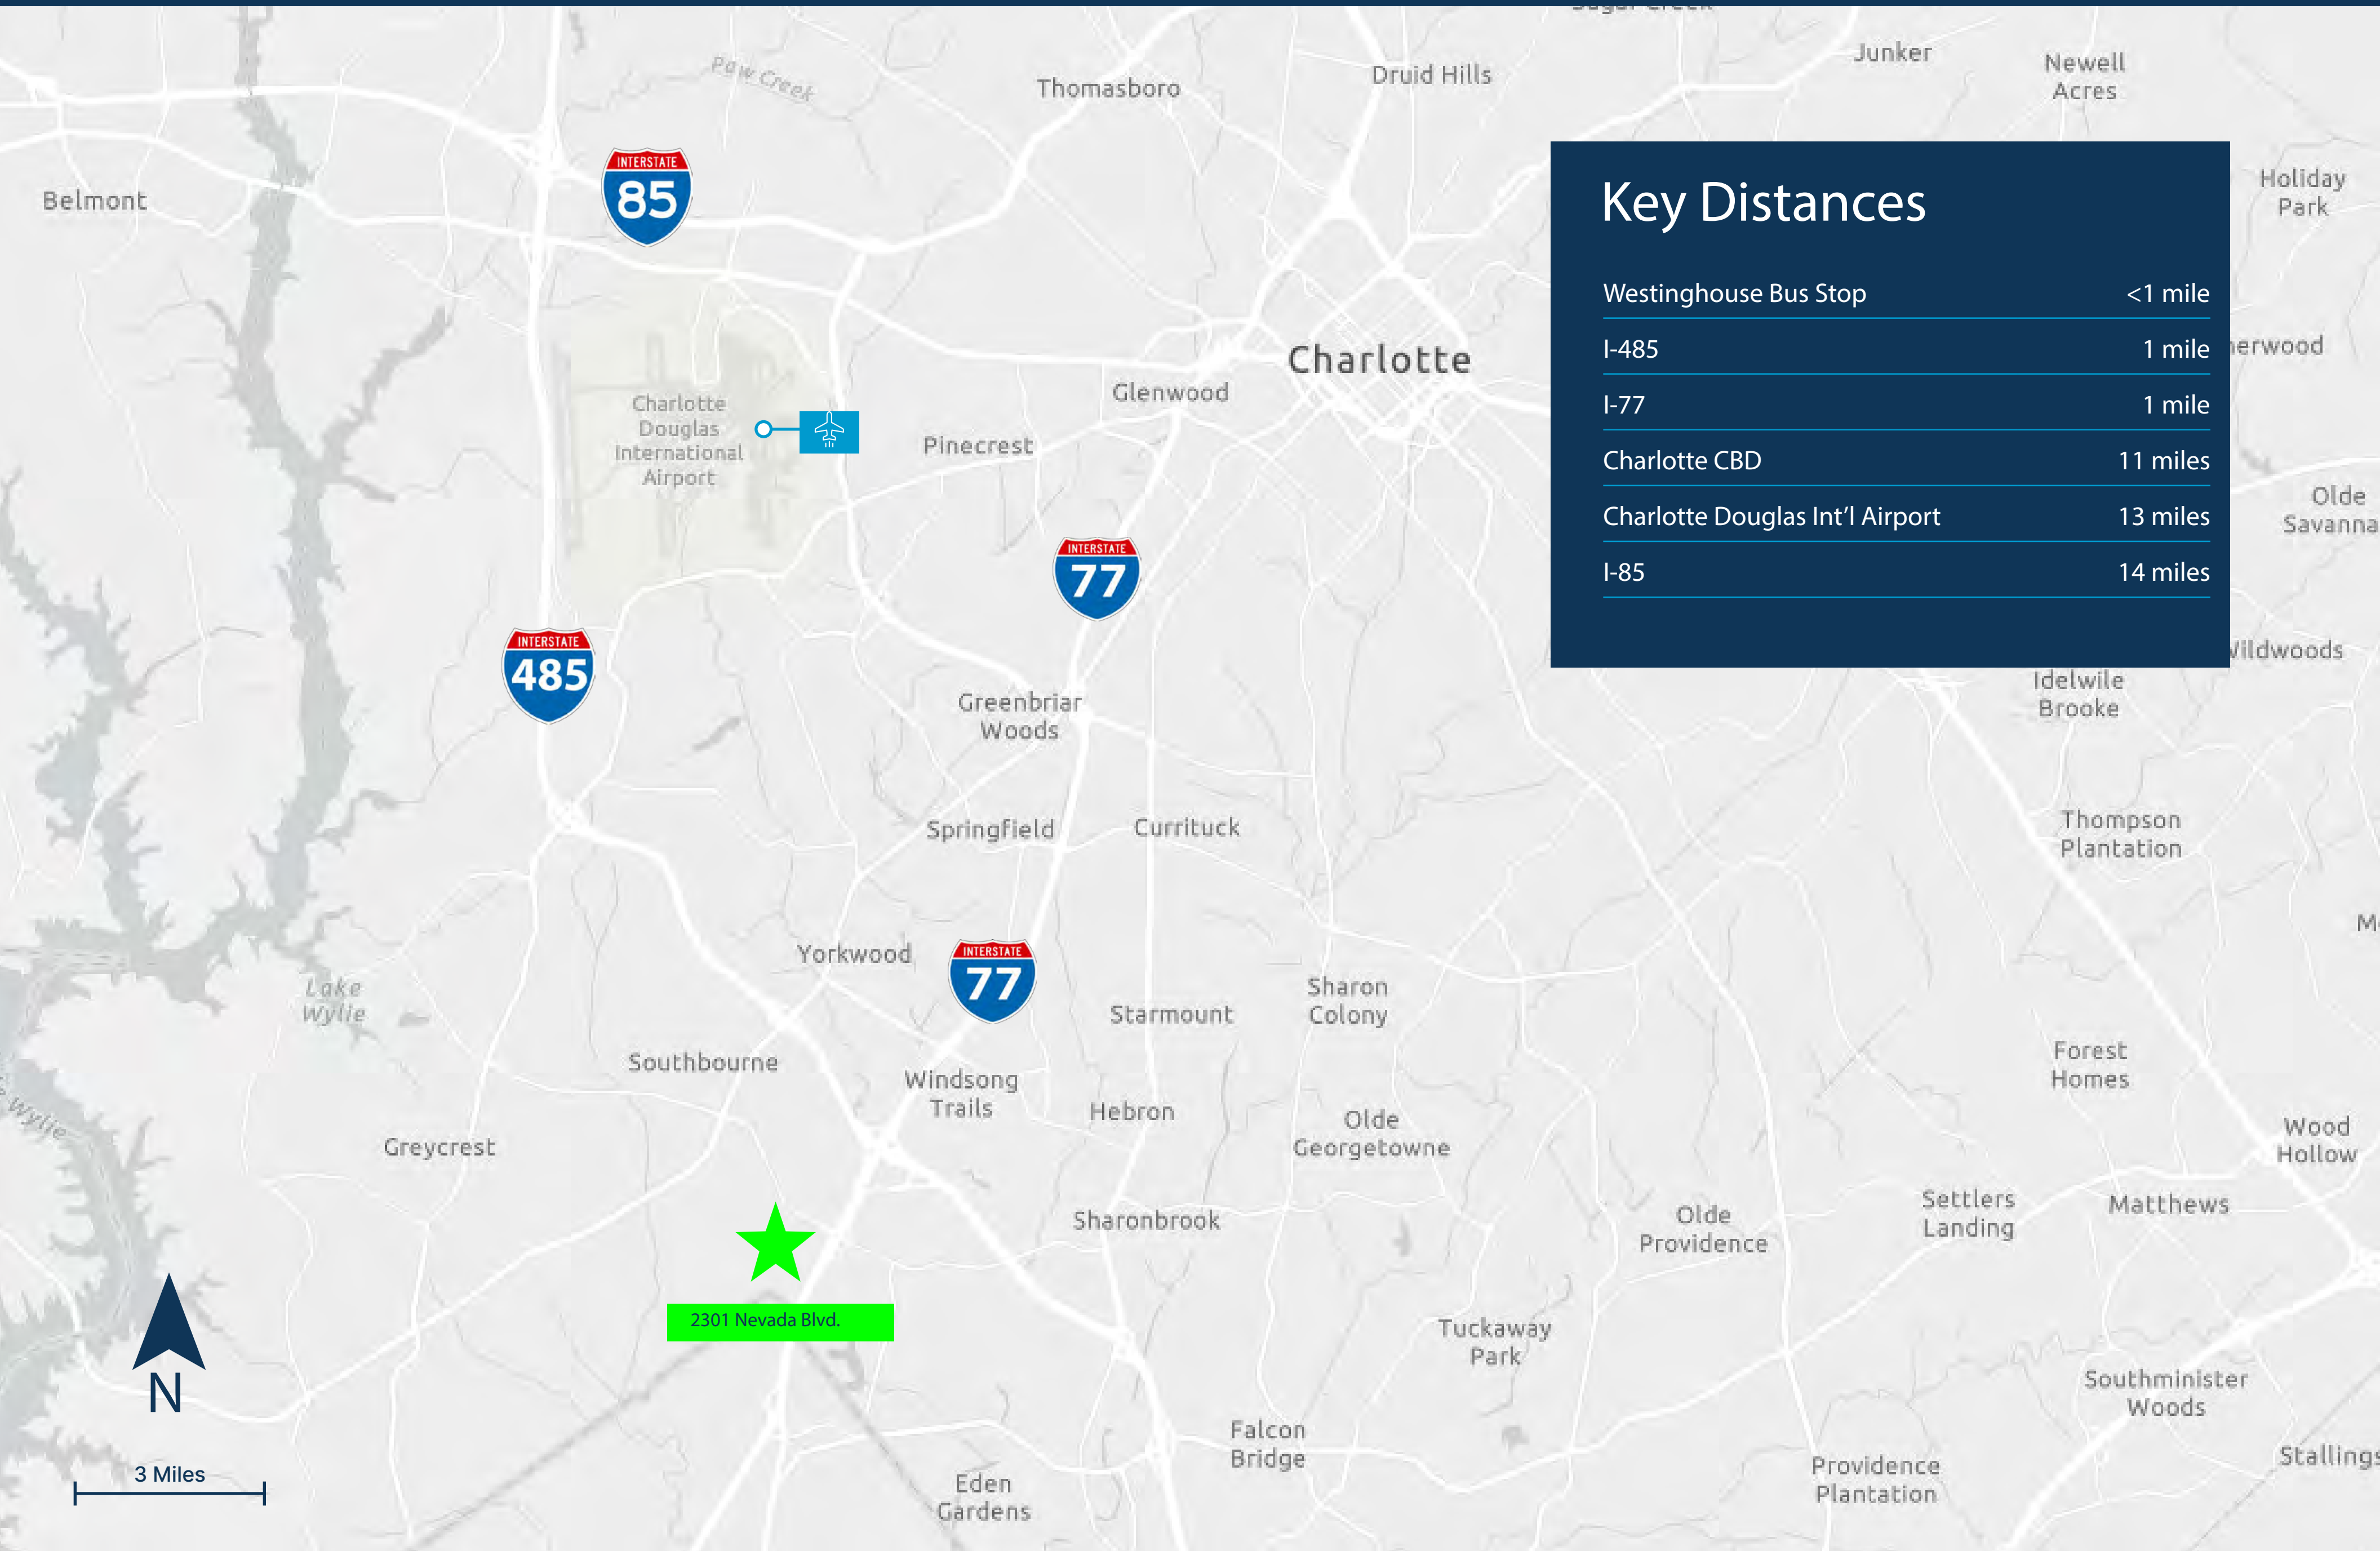 Junker
Newell
Acres
Druid Hills
Thomasboro
Paw Creek
INTERSTATE
85
Belmont
Holiday
Park
Key Distances
Westinghouse Bus Stop <1 mile
I-485 1 mile
I-77 1 mile
Charlotte CBD 11 miles
Charlotte Douglas Int’l Airport 13 miles
I-85 14 miles
Charlotte
Glenwood
Charlotte
Douglas
International
Airport
Pinecrest
Olde
Savanna
INTERSTATE
77
INTERSTATE
485
Greenbriar
Woods
Idelwile
Brooke
Springfield
Currituck
Thompson
Plantation
Yorkwood
INTERSTATE
77
Lake
Wylie
Starmount
Sharon
Colony
Southbourne
Windsong
Trails
Hebron
Forest
Homes
Wylie
Greycrest
Olde
Georgetowne
Wood
Hollow
Sharonbrook
Olde
Providence
Settlers
Landing
Matthews
2301 Nevada Blvd.
Tuckaway
Park
N
Southminister
Woods
Falcon
Bridge
3 Miles
Eden
Gardens
Providence
Plantation
Stallings